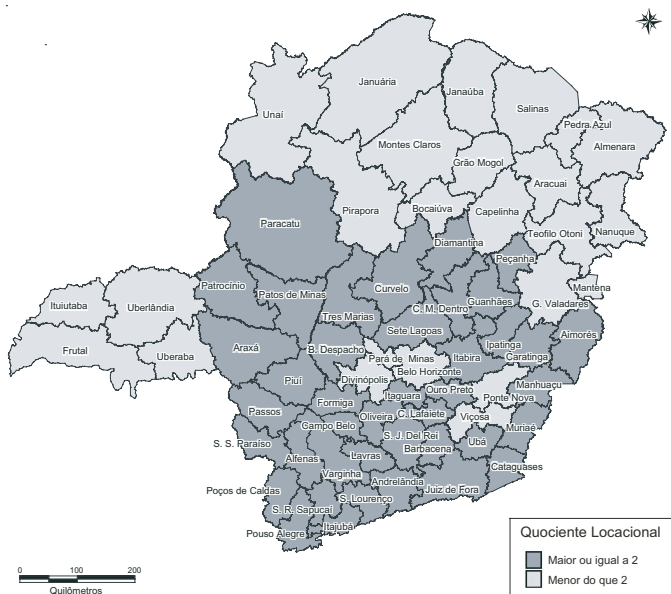 Januária
Janaúba
Salinas
Unaí
Pedra Azul
Montes Claros
Almenara
Grão Mogol
Aracuai
Pirapora
Bocaiúva
Capelinha
Paracatu
Teofilo Otoni
Nanuque
Diamantina
Peçanha
Patrocínio
Patos de Minas
Curvelo
Mantena
Ituiutaba
Uberlândia
Guanhães
G. Valadares
C. M. Dentro
Tres Marias
Sete Lagoas
Aimorés
Frutal
Uberaba
Araxá
B. Despacho
Ipatinga
Pará de Minas
Itabira
Caratinga
Belo Horizonte
Piuí
Divinópolis
Manhuaçu
Ouro Preto
Itaguara
Ponte Nova
Formiga
Passos
Oliveira
C. Lafaiete
Viçosa
Campo Belo
Muriaé
S. J. Del Rei
Ubá
S. S. Paraíso
Barbacena
Lavras
Alfenas
Cataguases
Varginha
Andrelândia
Poços de Caldas
Juiz de Fora
S. Lourenço
S. R. Sapucaí
Itajubá
Pouso Alegre
Quociente Locacional
Maior ou igual a 2
Menor do que 2
0 100 200
Quilômetros